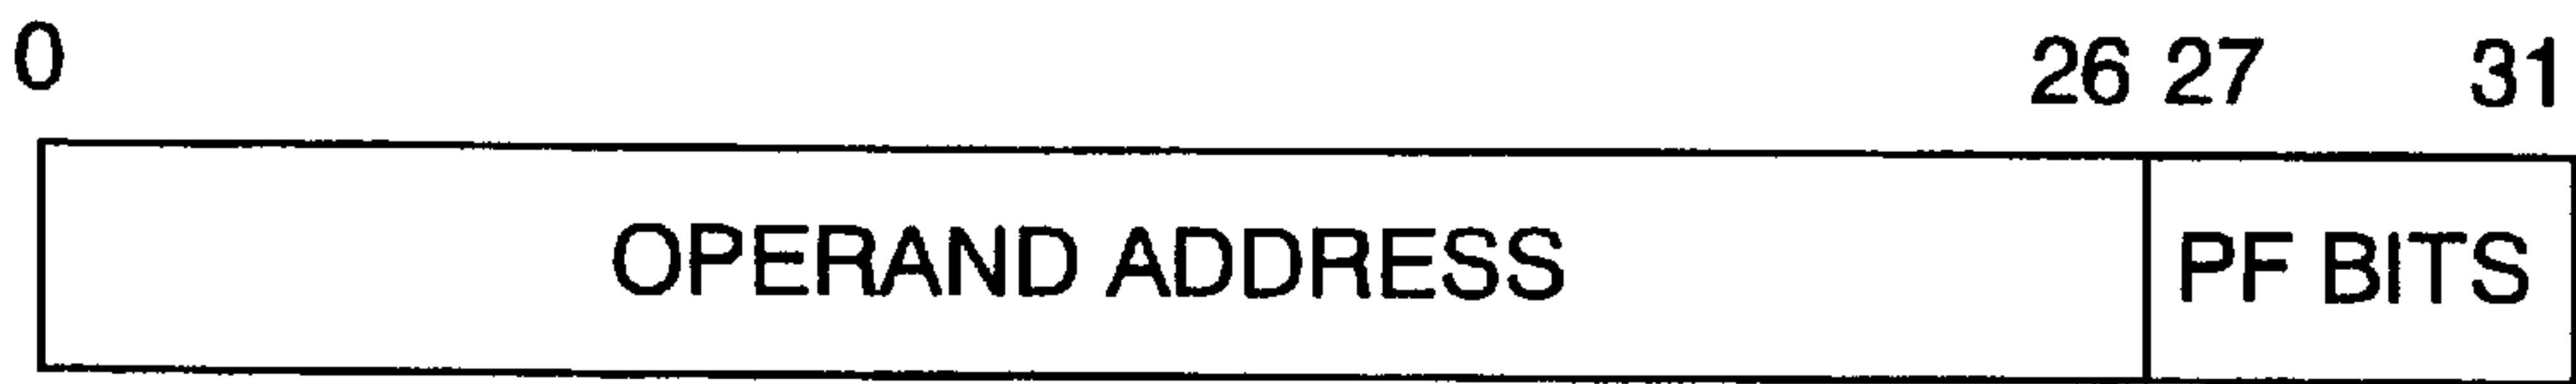 0 26 27 31
OPERAND ADDRESS PF BITS